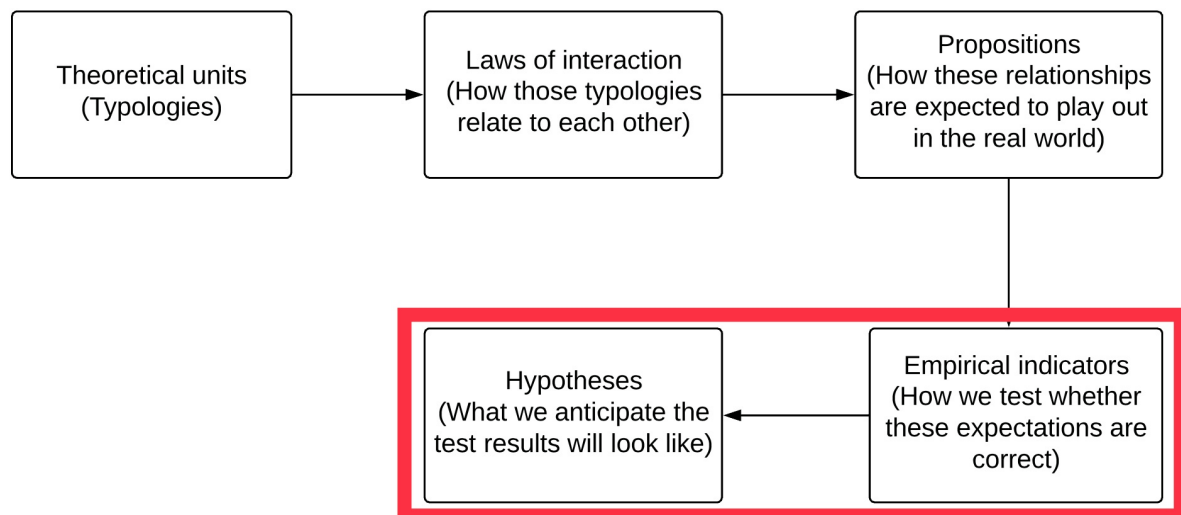 Theoretical units
(Typologies)
Laws of interaction
(How those typologies
relate to each other)
Propositions
(How these relationships
are expected to play out
in the real world)
Empirical indicators
(How we test whether
these expectations are
correct)
Hypotheses
(What we anticipate the
test results will look like)